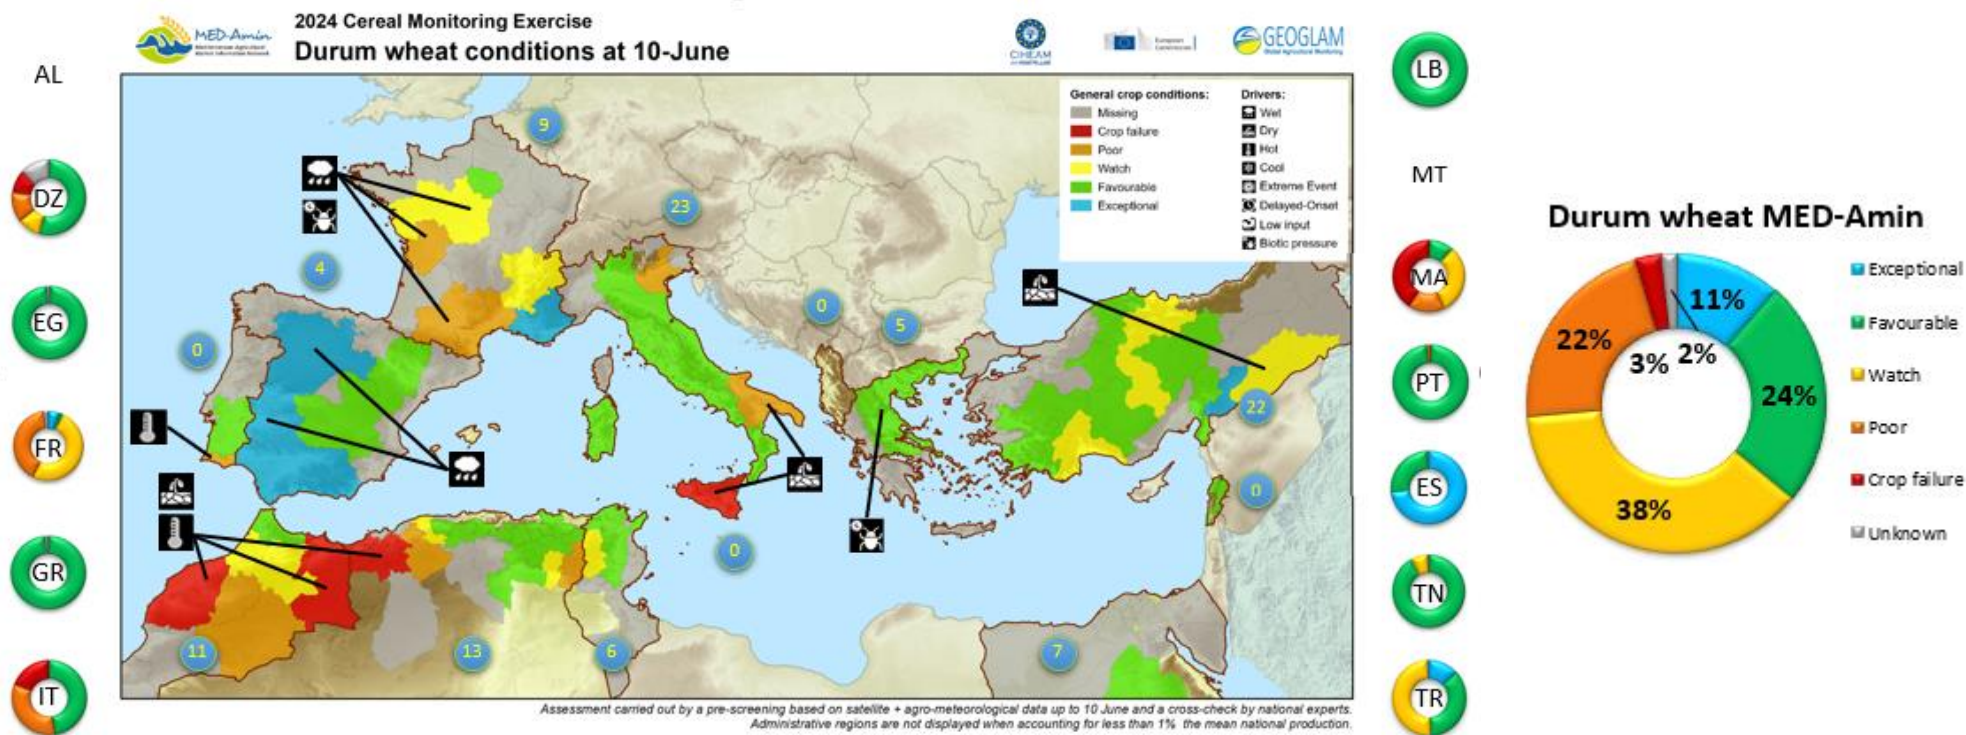 2024 Cereal Monitoring Exercise
Durum wheat conditions at 10-June
MED-Amin
CIHEAM
European
Commission
GEOGLAM
Global Agricultural Monitoring
AL
DZ
EG
FR
GR
IT
9
23
4
0
0
5
22
0
0
11
13
6
7
General crop conditions:
Missing
Crop failure
Poor
Watch
Favourable
Exceptional
Drivers:
Wet
Dry
Hot
Cool
Extreme Event
Delayed-Onset
Low input
Biotic pressure
Assessment carried out by a pre-screening based on satellite + agro-meteorological data up to 10 June and a cross-check by national experts.
Administrative regions are not displayed when accounting for less than 1% the mean national production.
LB
MT
MA
PT
ES
TN
TR
Durum wheat MED-Amin
11%
24%
38%
22%
3%
2%
Exceptional
Favourable
Watch
Poor
Crop failure
Unknown